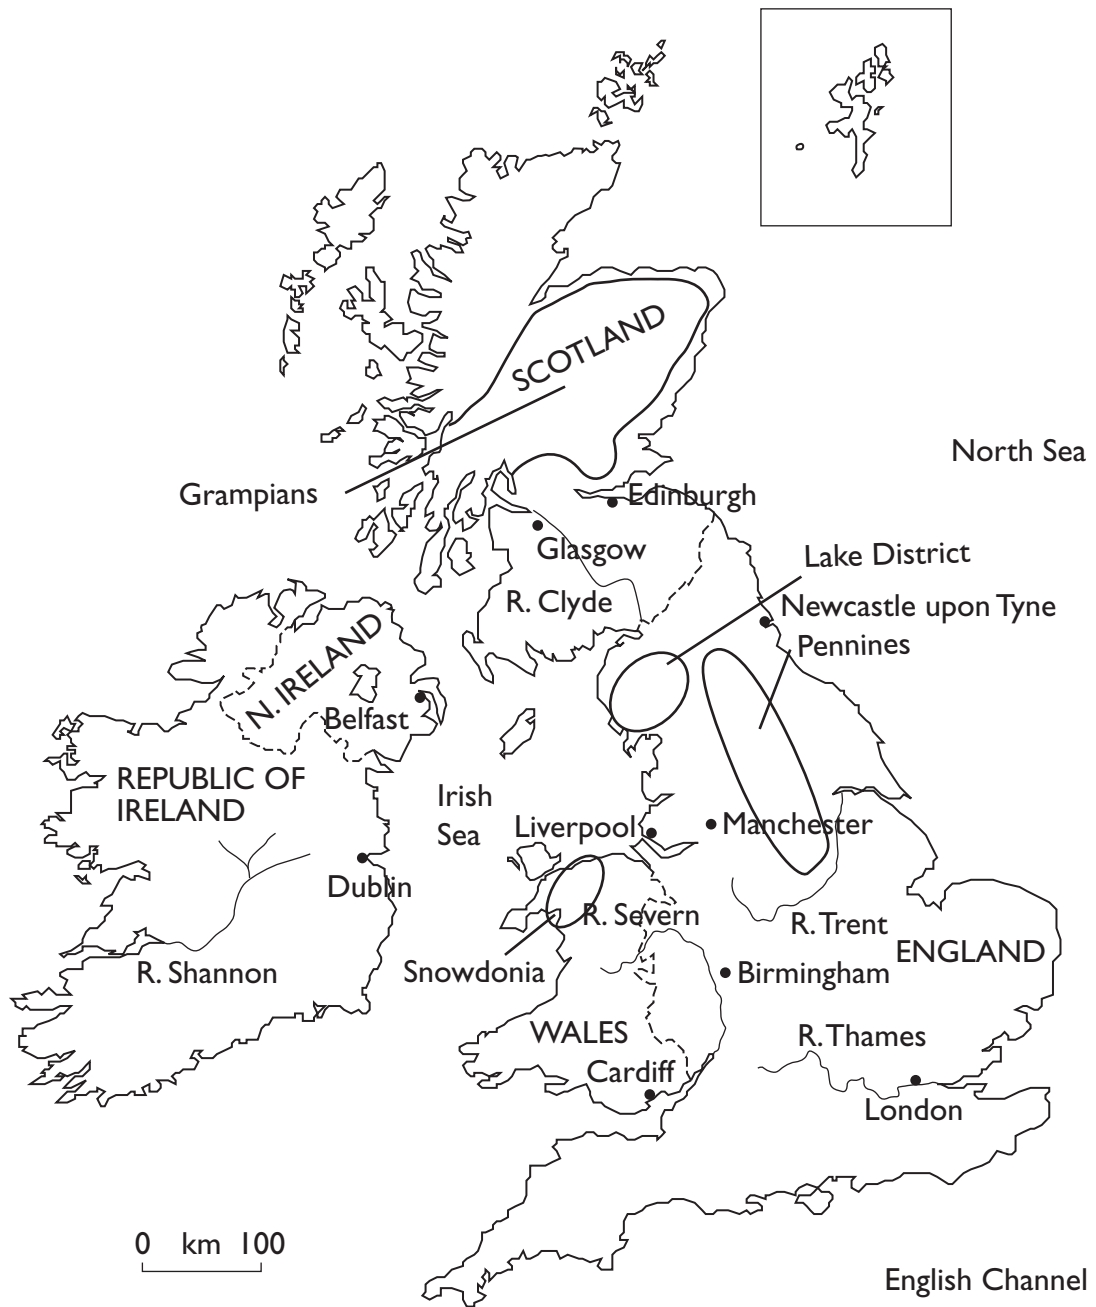 SCOTLAND
North Sea
Grampians
Edinburgh
Glasgow
Lake District
R. Clyde
Newcastle upon Tyne
Pennines
N. IRELAND
Belfast
REPUBLIC OF
IRELAND
Irish
Sea
Liverpool
Manchester
Dublin
R. Severn
R. Trent
ENGLAND
R. Shannon
Snowdonia
Birmingham
WALES
R. Thames
Cardiff
London
0 km 100
English Channel